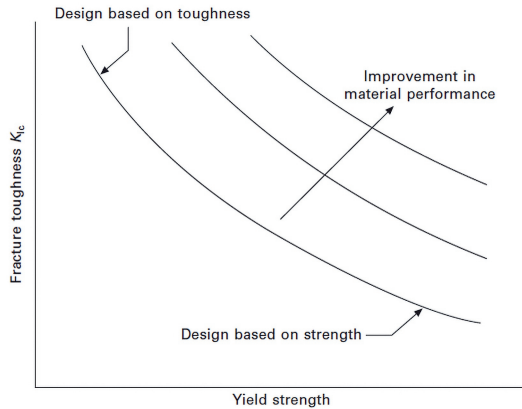 Design based on toughness
Improvement in
material performance
Fracture toughness K_Ic
Design based on strength
Yield strength